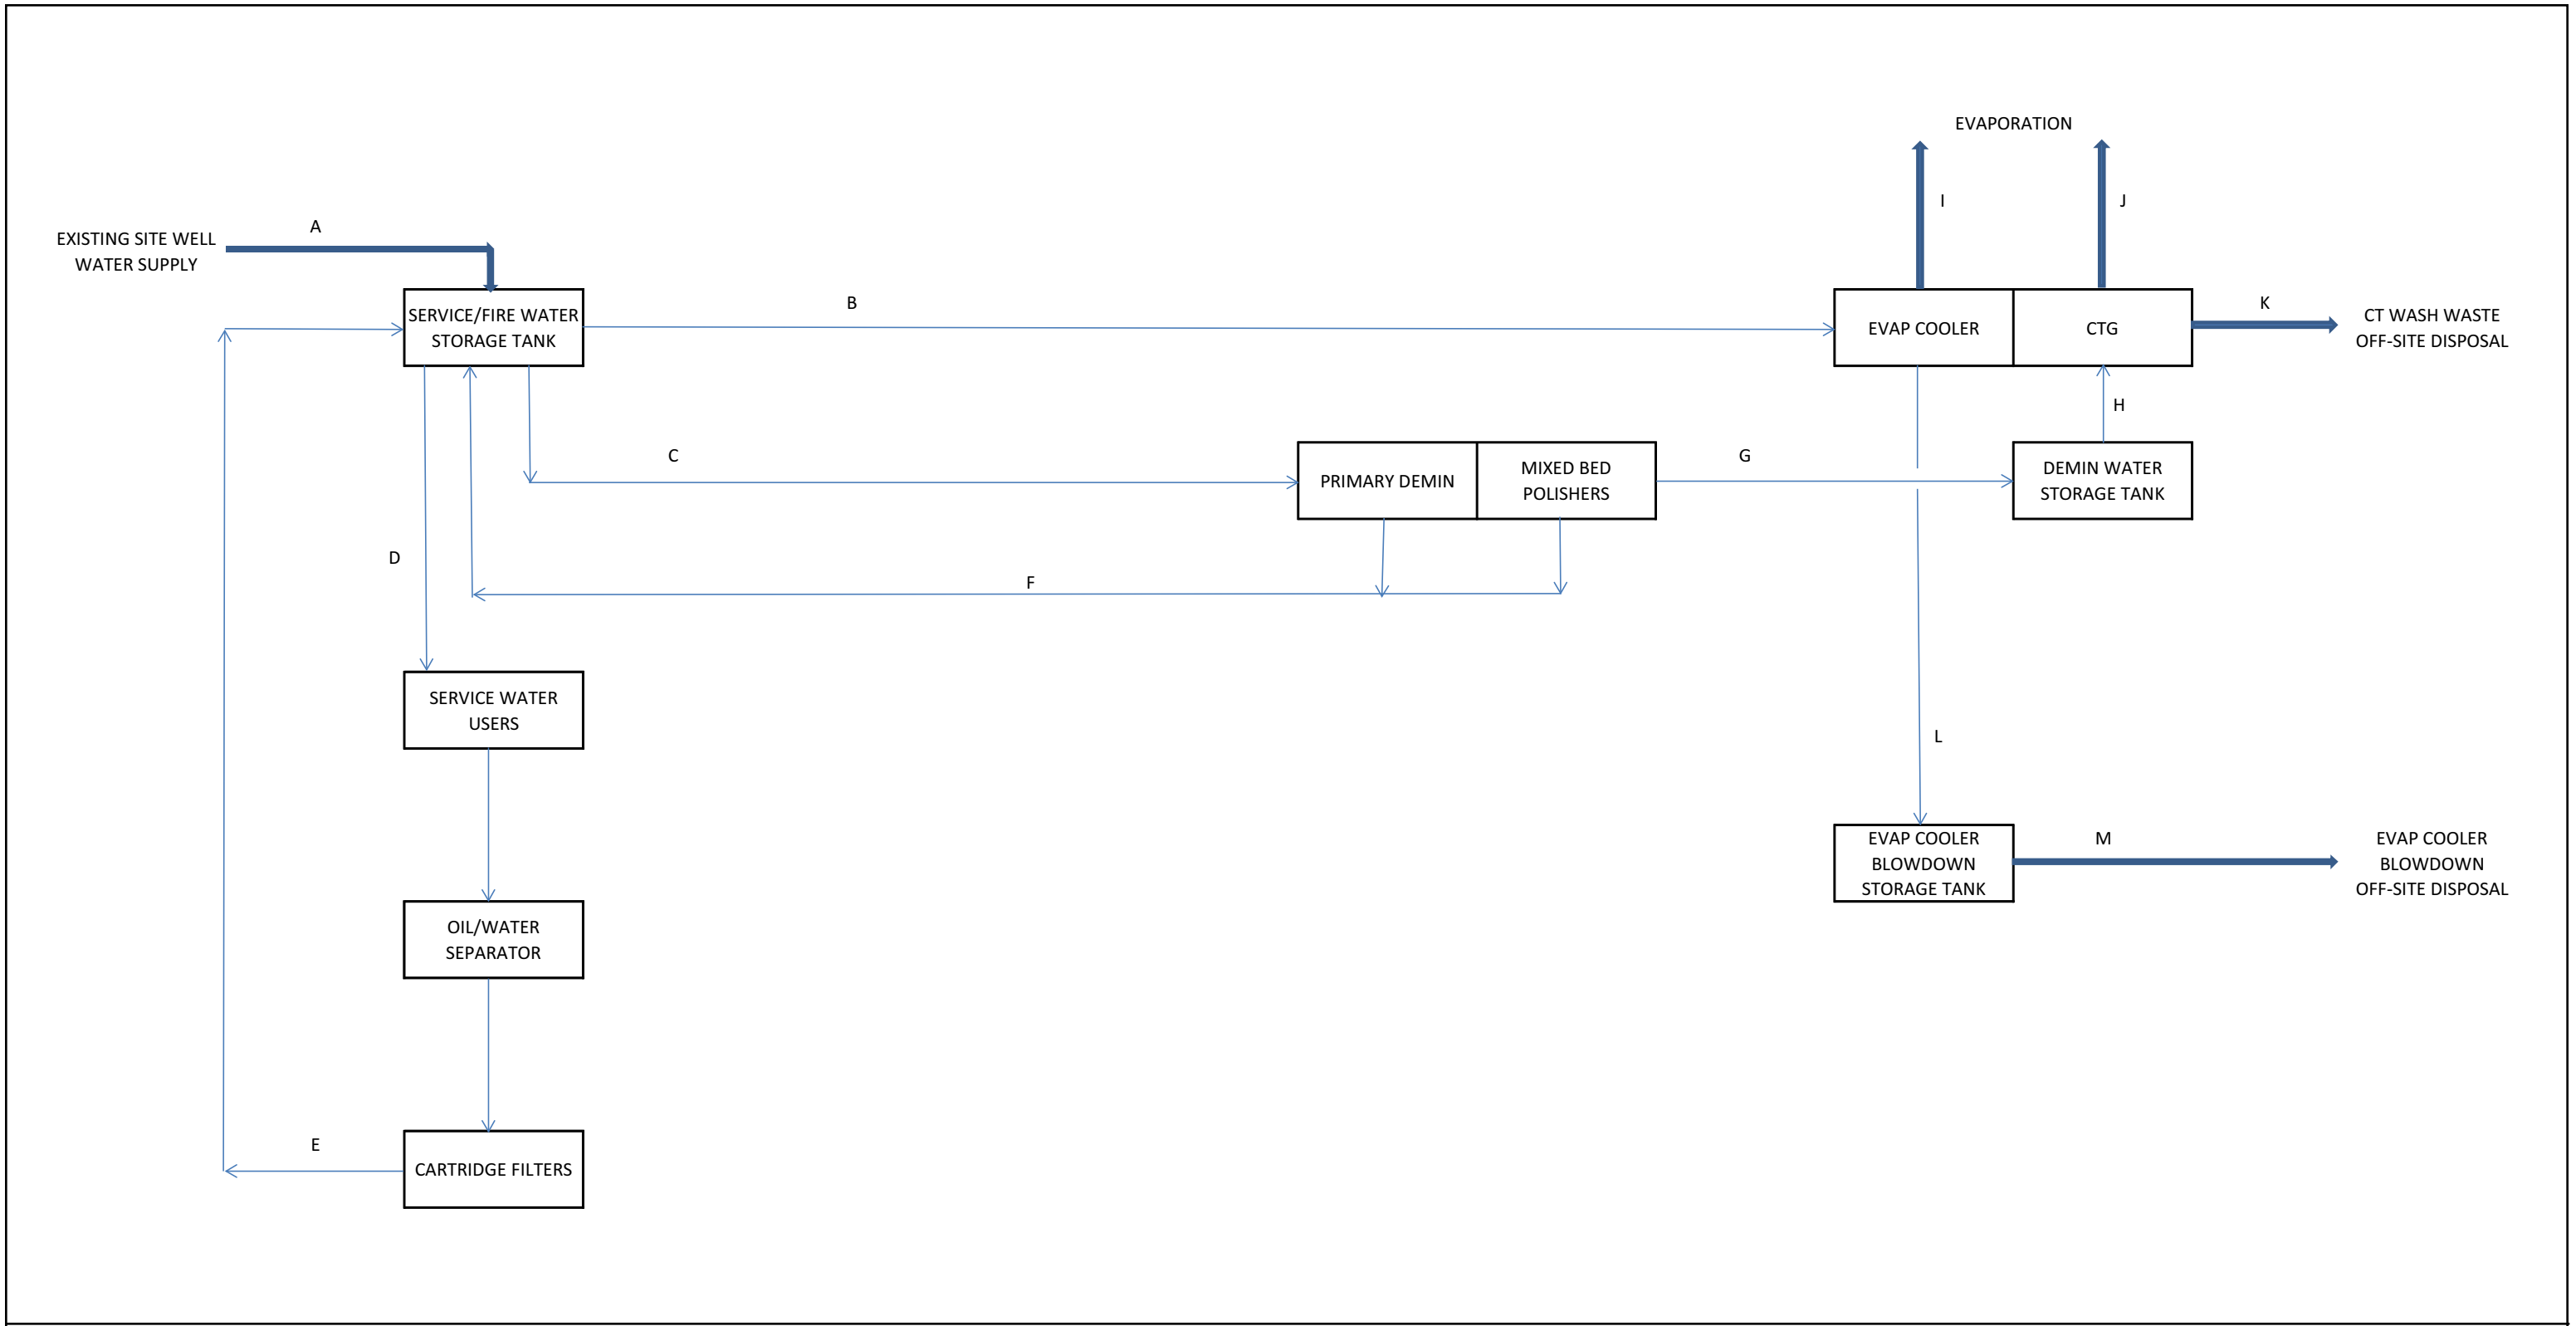 EVAPORATION
I
J
A
EXISTING SITE WELL
WATER SUPPLY
B
K
SERVICE/FIRE WATER
STORAGE TANK
EVAP COOLER
CTG
CT WASH WASTE
OFF-SITE DISPOSAL
H
C
G
PRIMARY DEMIN
MIXED BED
POLISHERS
DEMIN WATER
STORAGE TANK
D
F
SERVICE WATER
USERS
L
M
EVAP COOLER
BLOWDOWN
STORAGE TANK
EVAP COOLER
BLOWDOWN
OFF-SITE DISPOSAL
OIL/WATER
SEPARATOR
E
CARTRIDGE FILTERS